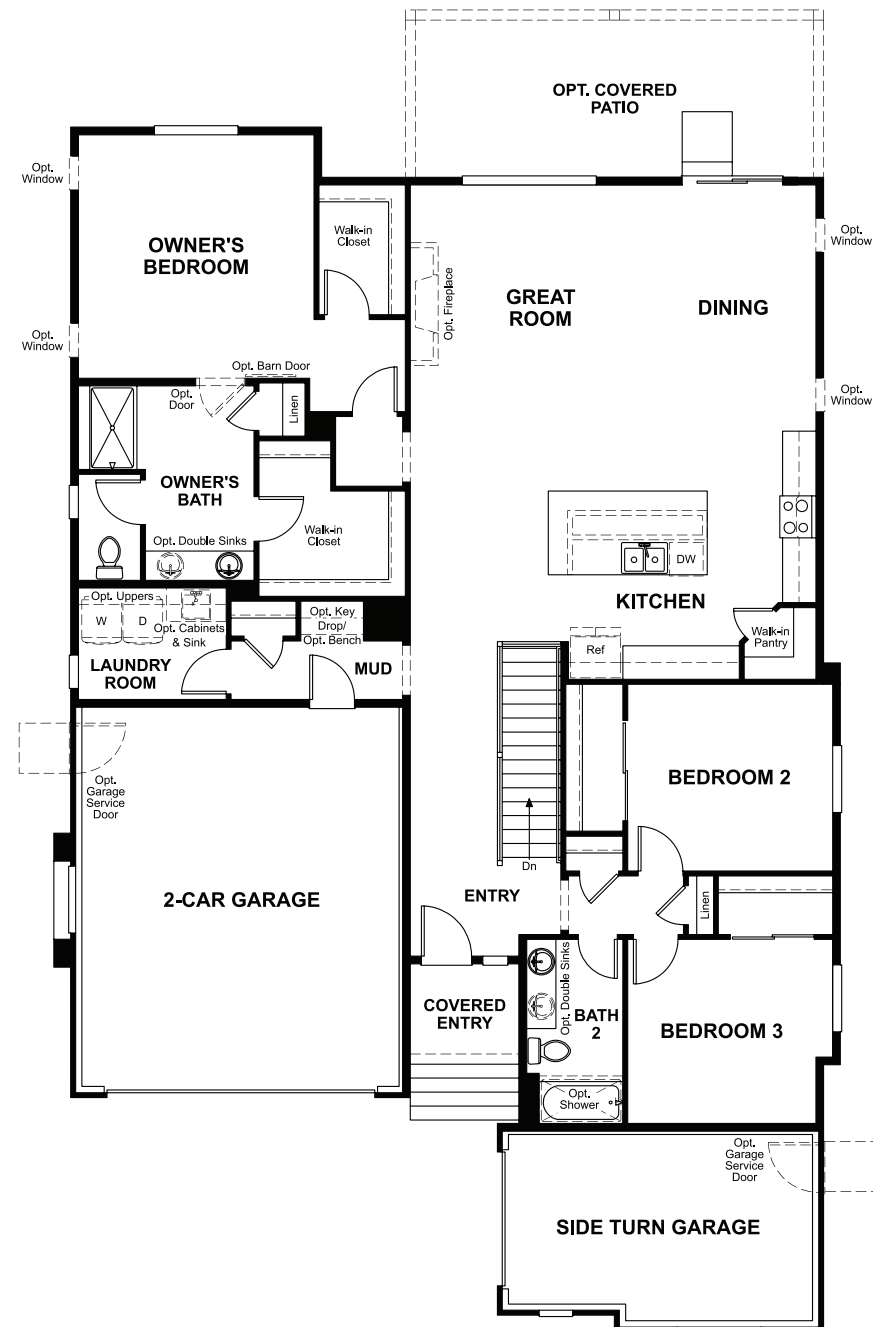 OPT. COVERED
PATIO
Opt.
Window
OWNER'S
BEDROOM
Walk-in
Closet
Opt.
Window
Opt. Fireplace
GREAT
ROOM
DINING
Opt.
Window
Opt. Barn Door
Opt.
Door
Linen
Opt.
Window
OWNER'S
BATH
Opt. Double Sinks
Walk-in
Closet
DW
KITCHEN
Opt. Uppers
W
D
Opt. Cabinets
& Sink
Opt. Key
Drop/
Opt. Bench
LAUNDRY
ROOM
MUD
Ref
Walk-in
Pantry
Opt.
Garage
Service
Door
BEDROOM 2
Dn
2-CAR GARAGE
ENTRY
Linen
Opt. Double Sinks
COVERED
ENTRY
BATH
2
BEDROOM 3
Opt.
Shower
Opt.
Garage
Service
Door
SIDE TURN GARAGE